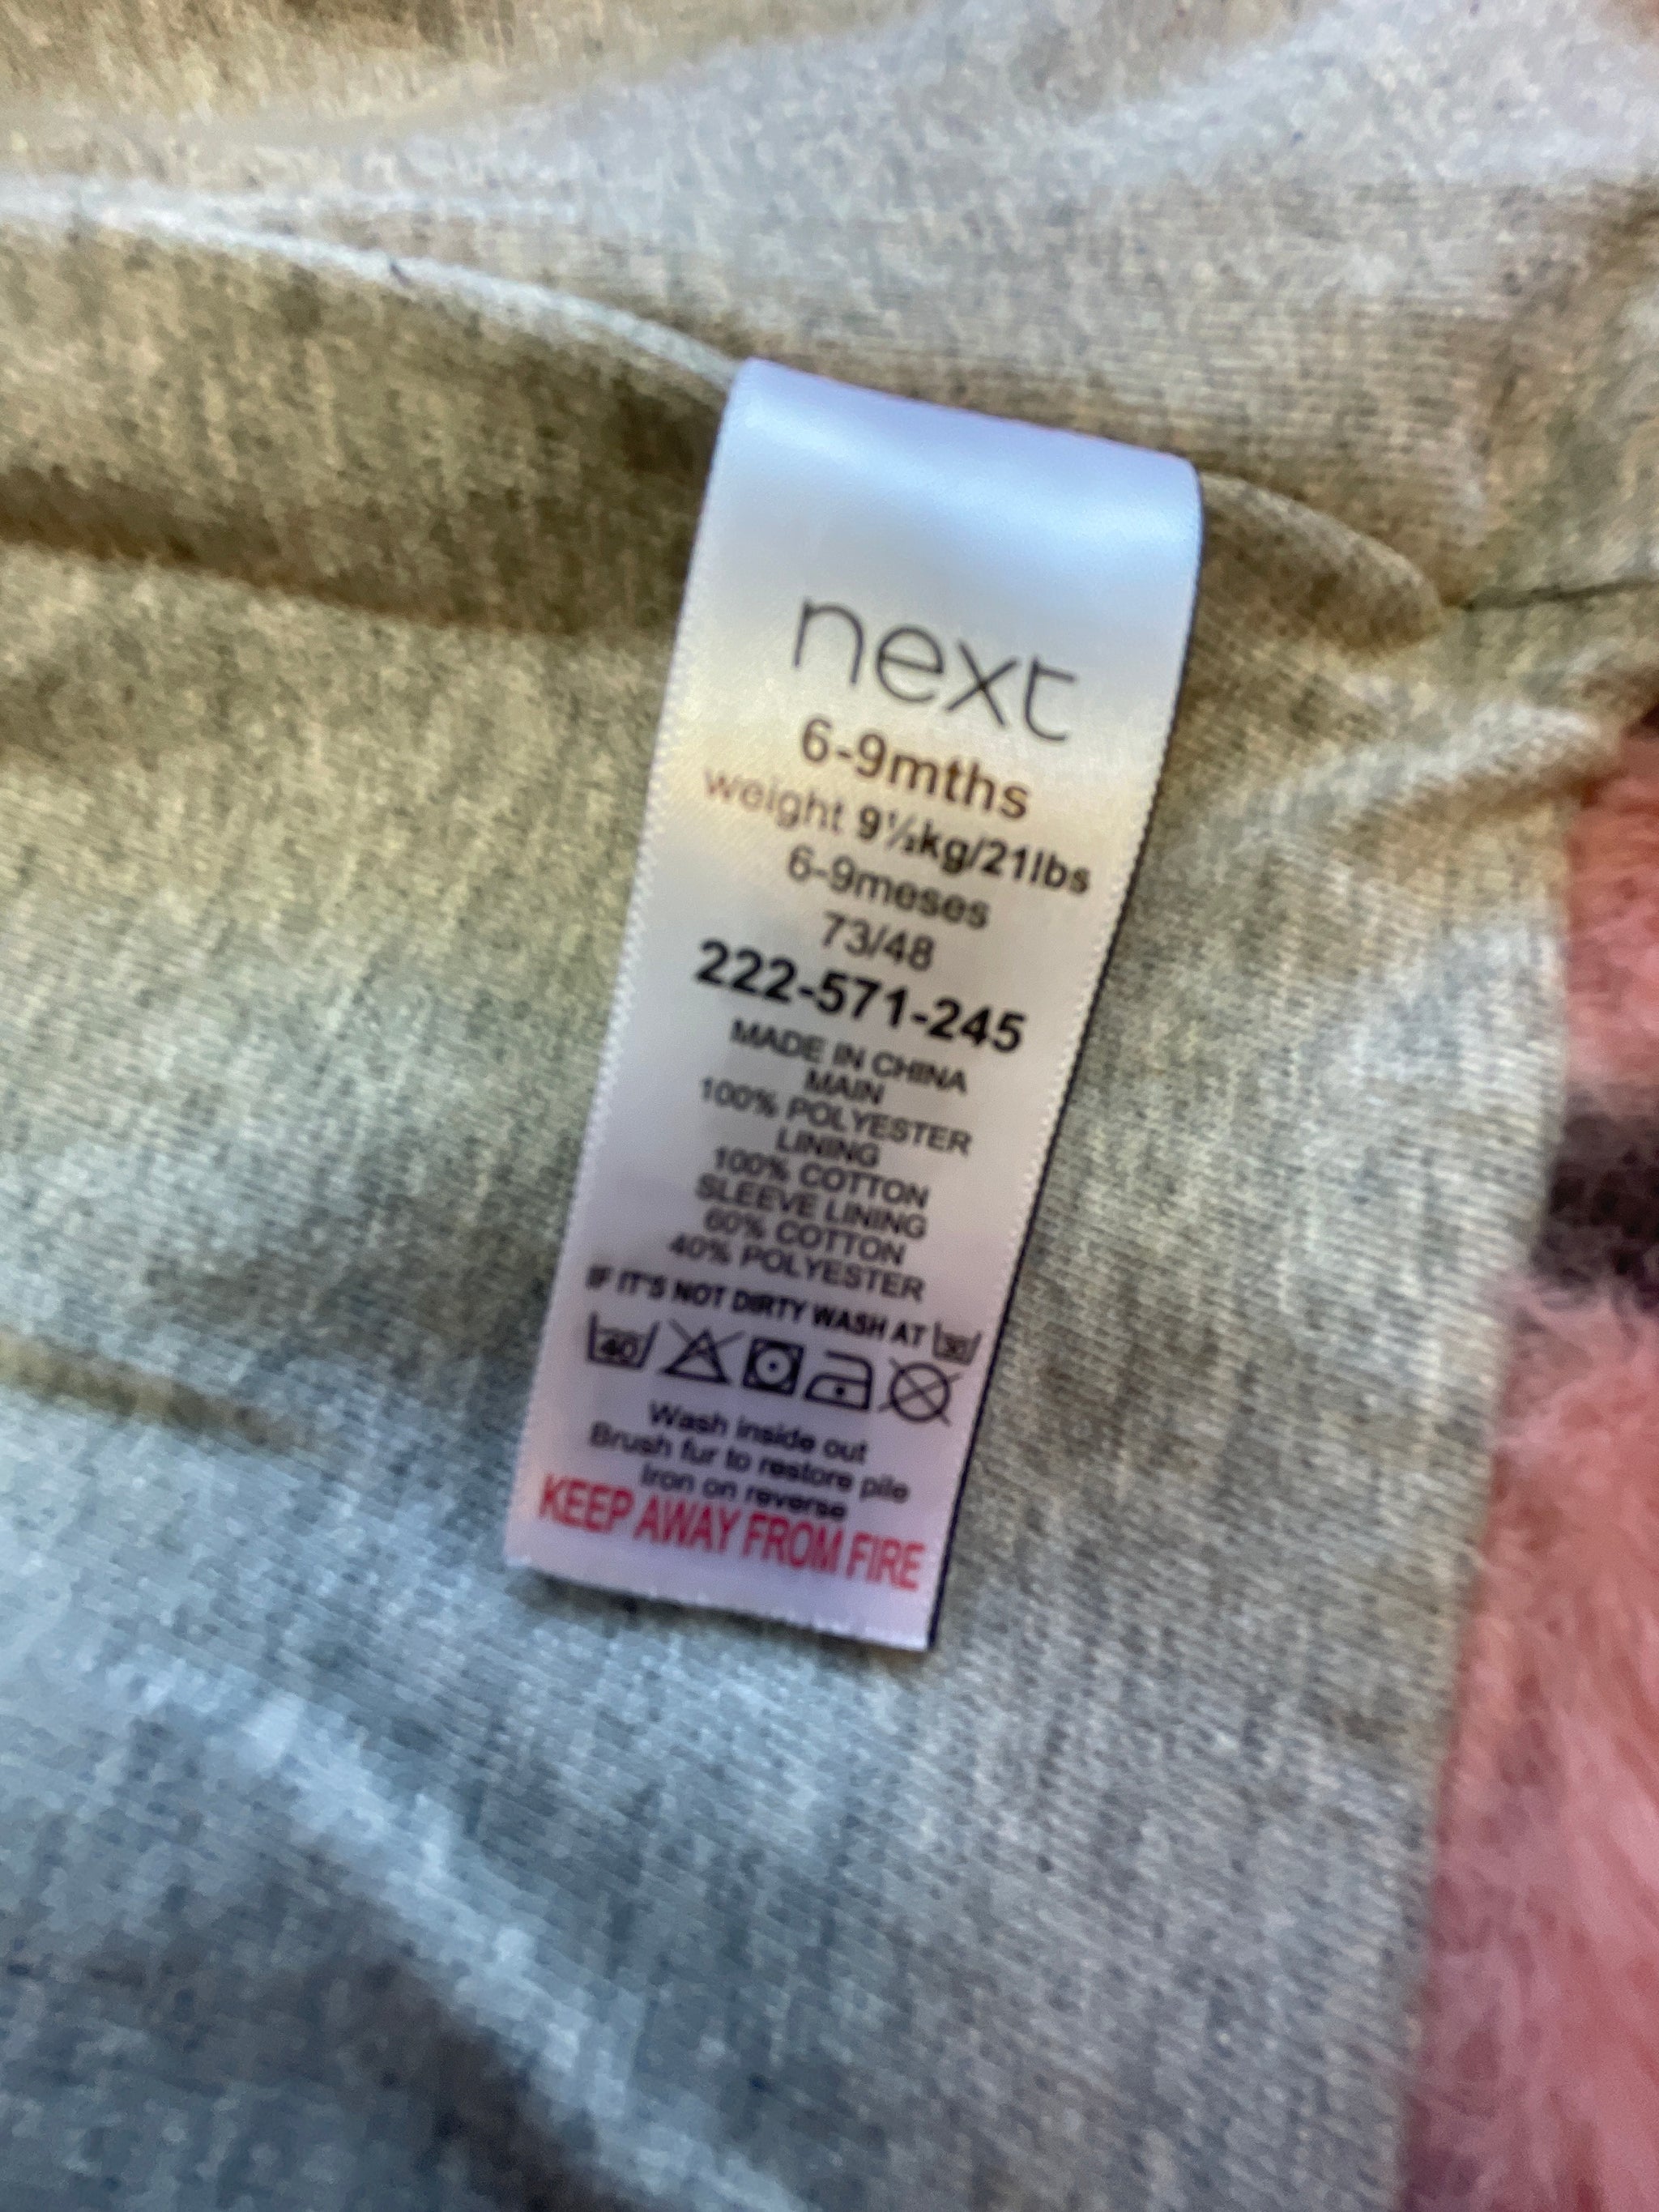 next
6-9mths
weight 9½kg/21lbs
6-9meses
73/48
222-571-245
MADE IN CHINA
MAIN
100% POLYESTER
LINING
100% COTTON
SLEEVE LINING
60% COTTON
40% POLYESTER
IF IT'S NOT DIRTY WASH AT 30
40
Wash inside out
Brush fur to restore pile
Iron on reverse
KEEP AWAY FROM FIRE